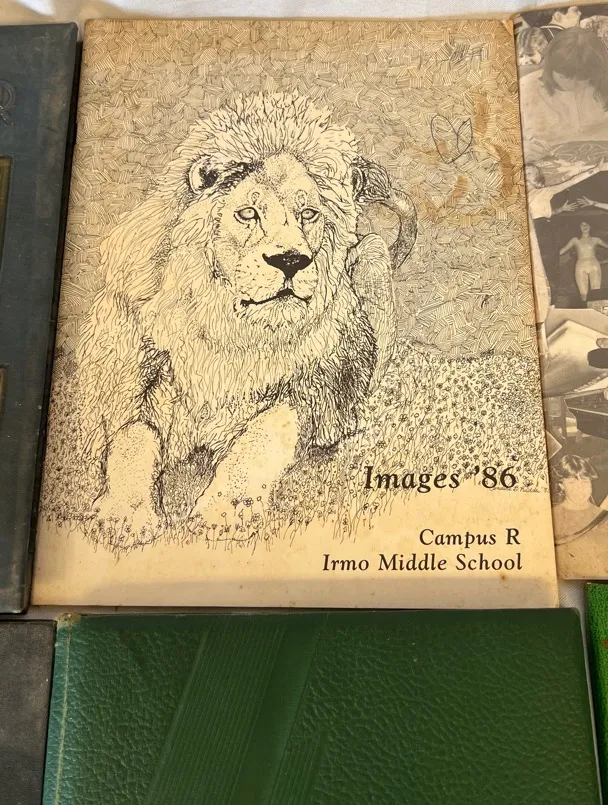 Images '86
Campus R
Irmo Middle School